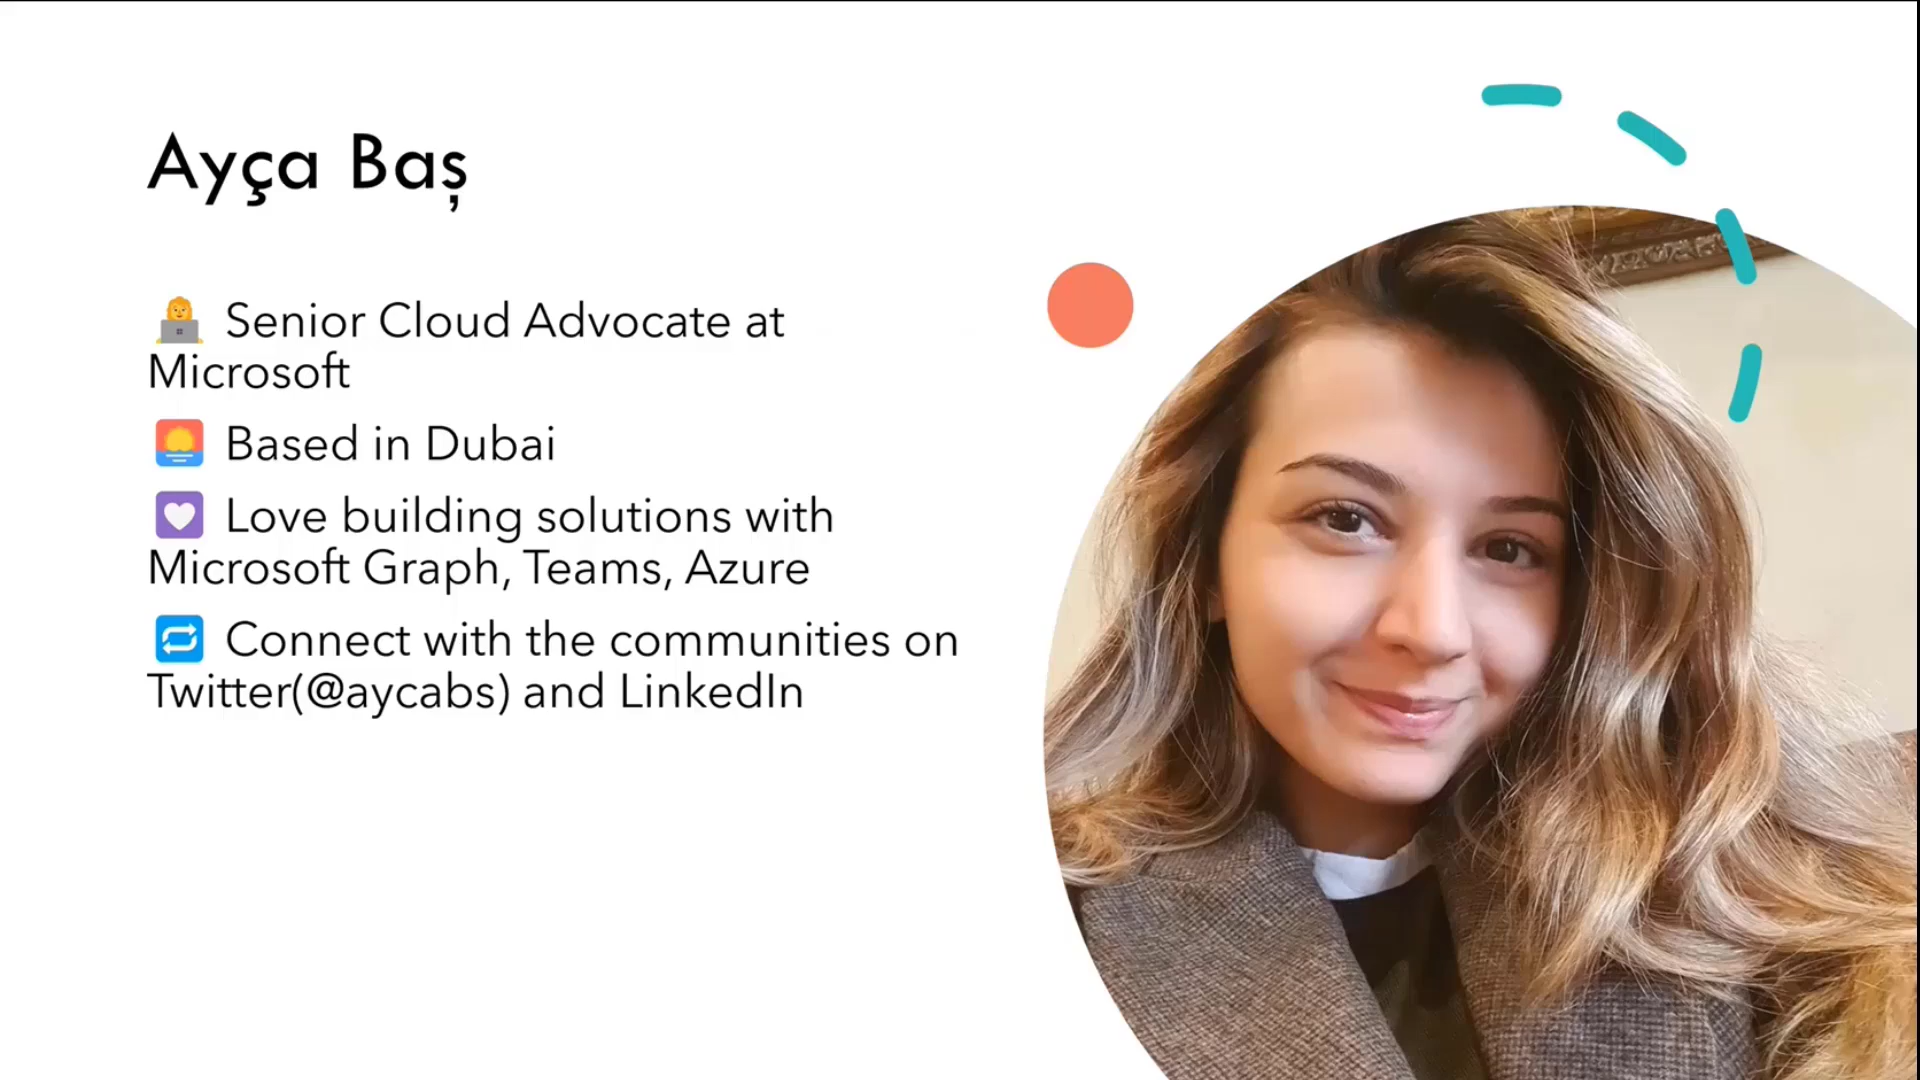 Ayça Baş
Senior Cloud Advocate at
Microsoft
Based in Dubai
Love building solutions with
Microsoft Graph, Teams, Azure
Connect with the communities on
Twitter(@aycabs) and LinkedIn